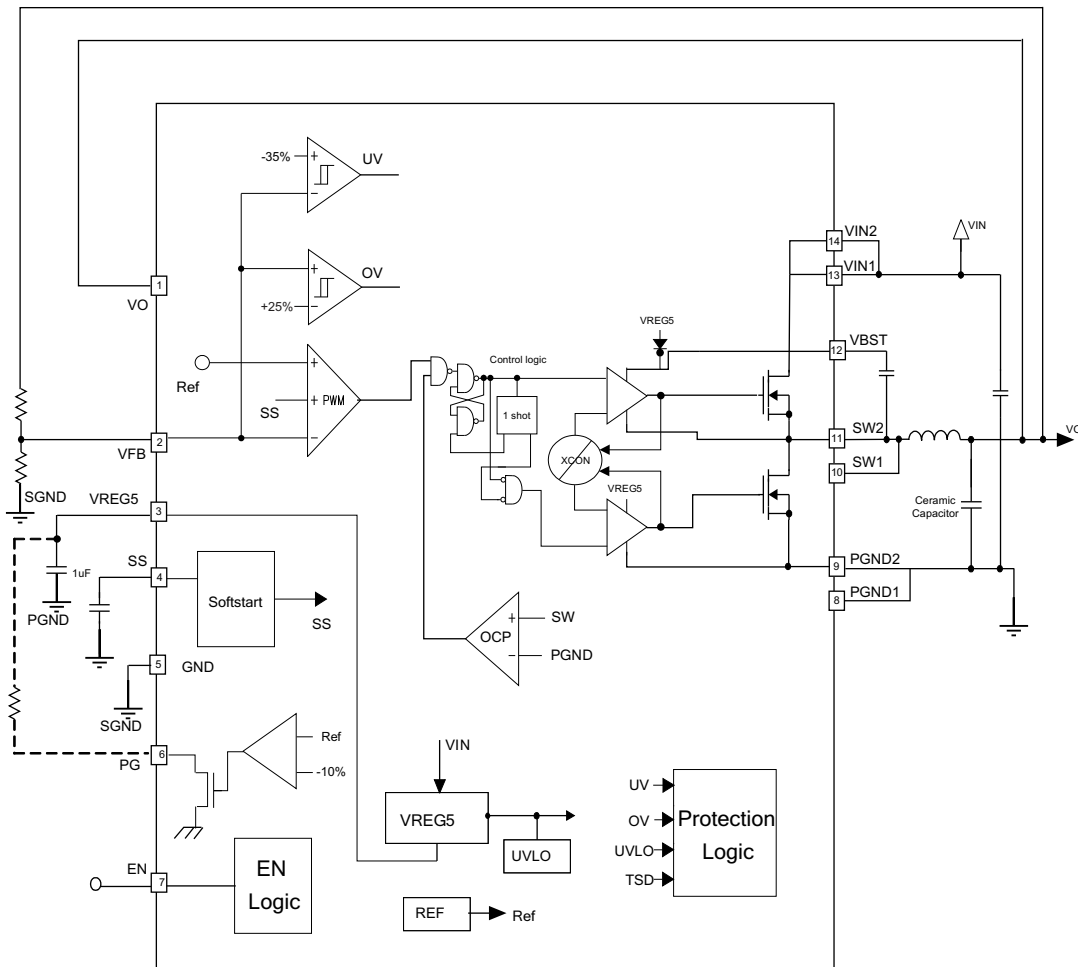 -35%
+
UV
−
VIN2
14
VIN
VIN1
13
+
OV
+25%
−
1
VO
VREG5
VBST
12
Ref
+
Control logic
SS
+
PWM
1 shot
−
2
VFB
11
SW2
VO
SW1
10
XCON
SGND
VREG5
VREG5
3
Ceramic
Capacitor
1uF
SS
4
PGND2
9
PGND1
8
Softstart
PGND
SS
+
SW
OCP
−
PGND
5
GND
SGND
Ref
6
PG
-10%
VIN
UV
VREG5
OV
Protection
UVLO
UVLO
Logic
TSD
EN
7
EN
Logic
REF
Ref